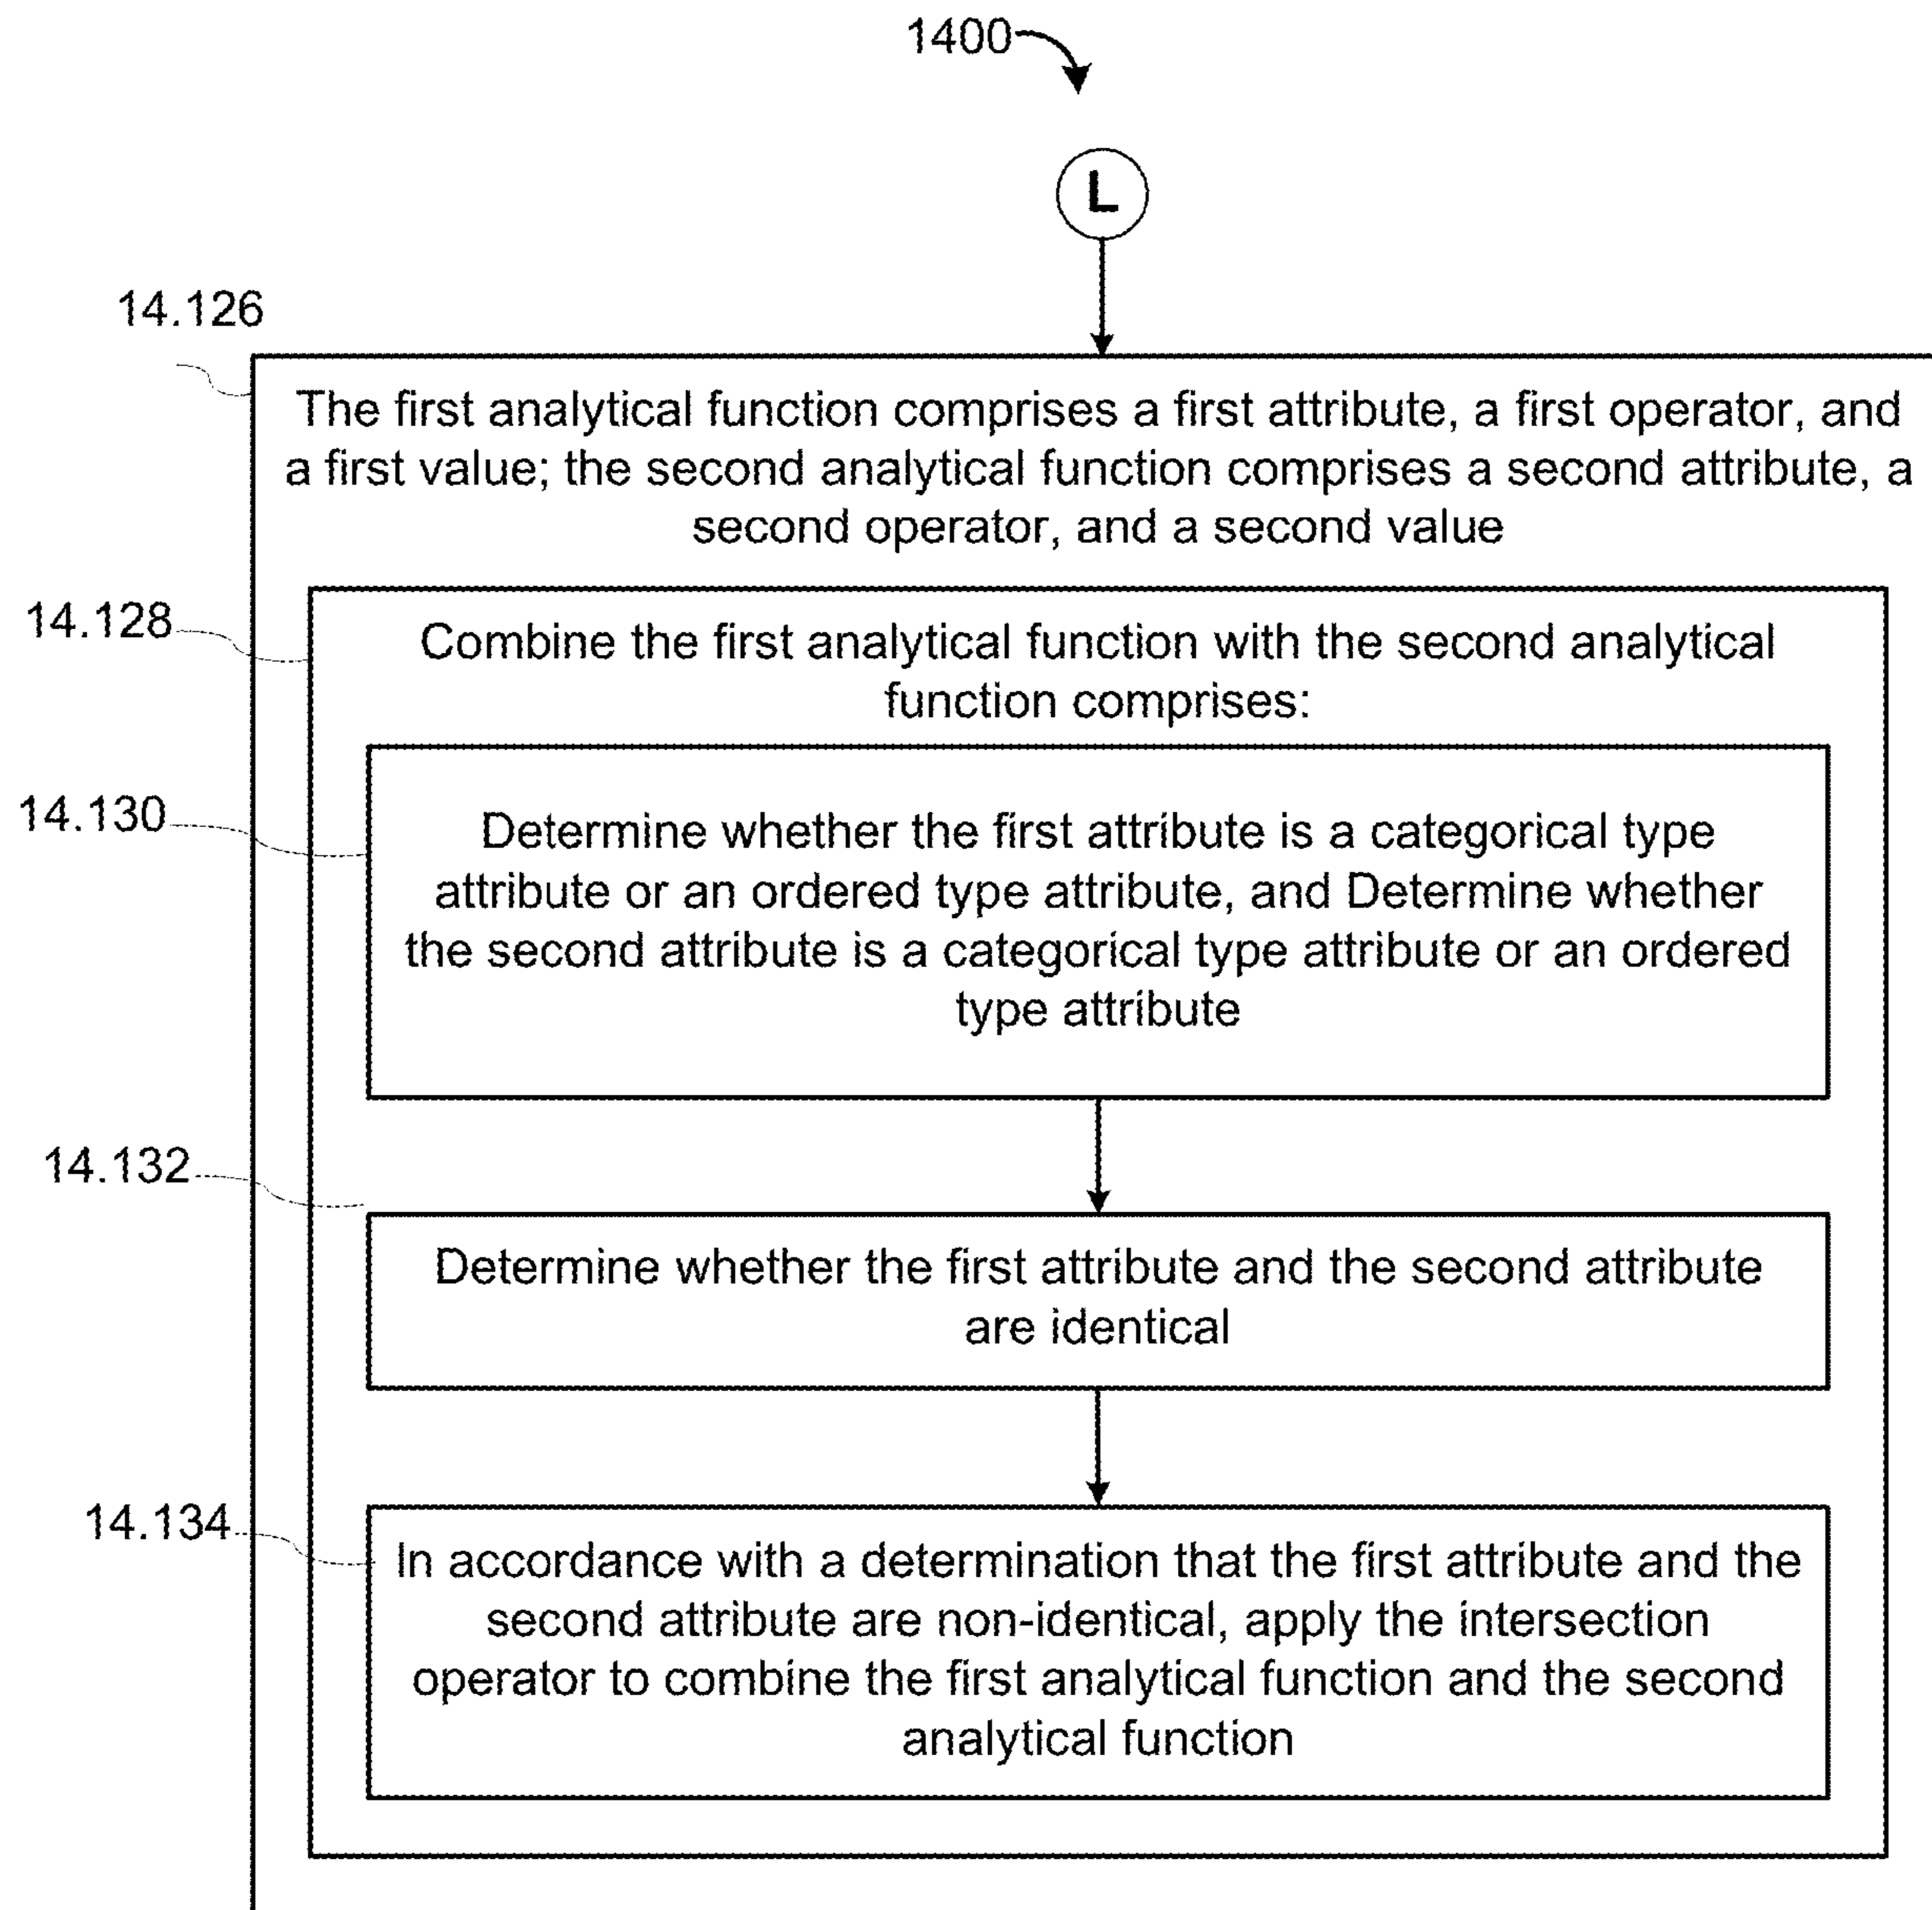 1400
L
14.126
The first analytical function comprises a first attribute, a first operator, and
a first value; the second analytical function comprises a second attribute, a
second operator, and a second value
14.128
Combine the first analytical function with the second analytical
function comprises:
14.130
Determine whether the first attribute is a categorical type
attribute or an ordered type attribute, and Determine whether
the second attribute is a categorical type attribute or an ordered
type attribute
14.132
Determine whether the first attribute and the second attribute
are identical
14.134
In accordance with a determination that the first attribute and the
second attribute are non-identical, apply the intersection
operator to combine the first analytical function and the second
analytical function